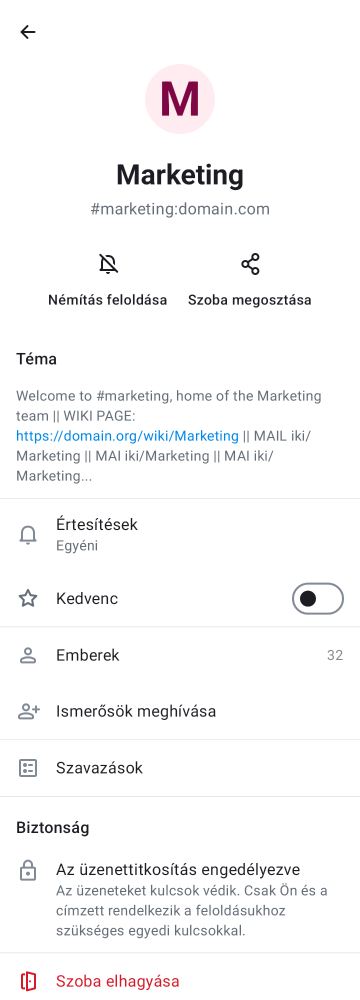 M
Marketing
#marketing:domain.com
Némítás feloldása
Szoba megosztása
Téma
Welcome to #marketing, home of the Marketing
team || WIKI PAGE:
https://domain.org/wiki/Marketing || MAIL iki/
Marketing || MAI iki/Marketing || MAI iki/
Marketing...
Értesítések
Egyéni
Kedvenc
Emberek 32
Ismerősök meghívása
Szavazások
Biztonság
Az üzenettitkosítás engedélyezve
Az üzeneteket kulcsok védik. Csak Ön és a
címzett rendelkezik a feloldásukhoz
szükséges egyedi kulcsokkal.
Szoba elhagyása